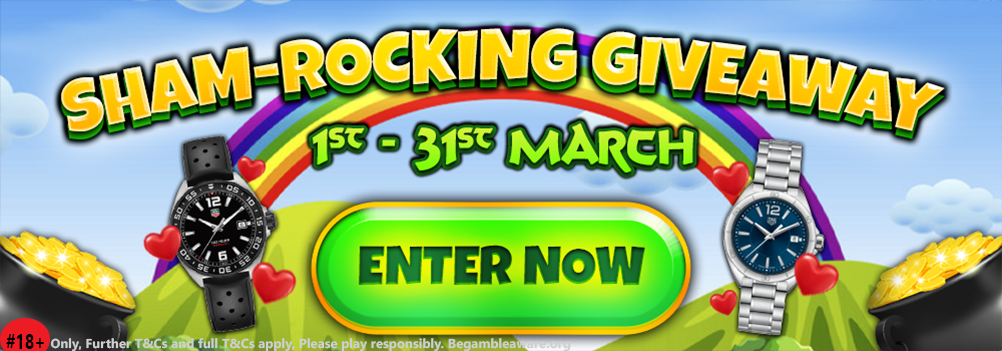 SHAM-ROCKING GIVEAWAY
1ST - 31ST MARCH
ENTER NOW
#18+ Only, Further T&Cs and full T&Cs apply, Please play responsibly. Begambleaware.org